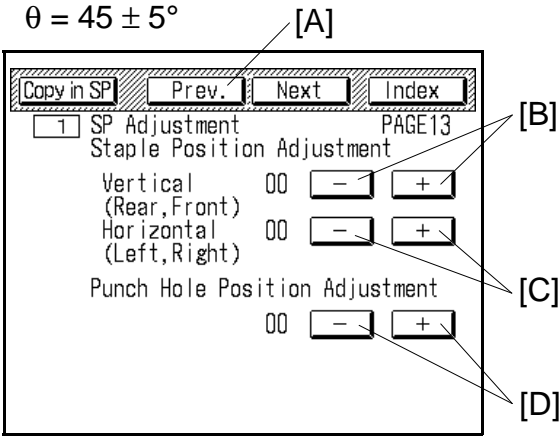 θ = 45 ± 5°
[A]
Copy in SP Prev. Next Index
1 SP Adjustment PAGE13
Staple Position Adjustment
[B]
Vertical 00 − +
(Rear,Front)
Horizontal 00 − +
(Left,Right)
[C]
Punch Hole Position Adjustment
00 − +
[D]